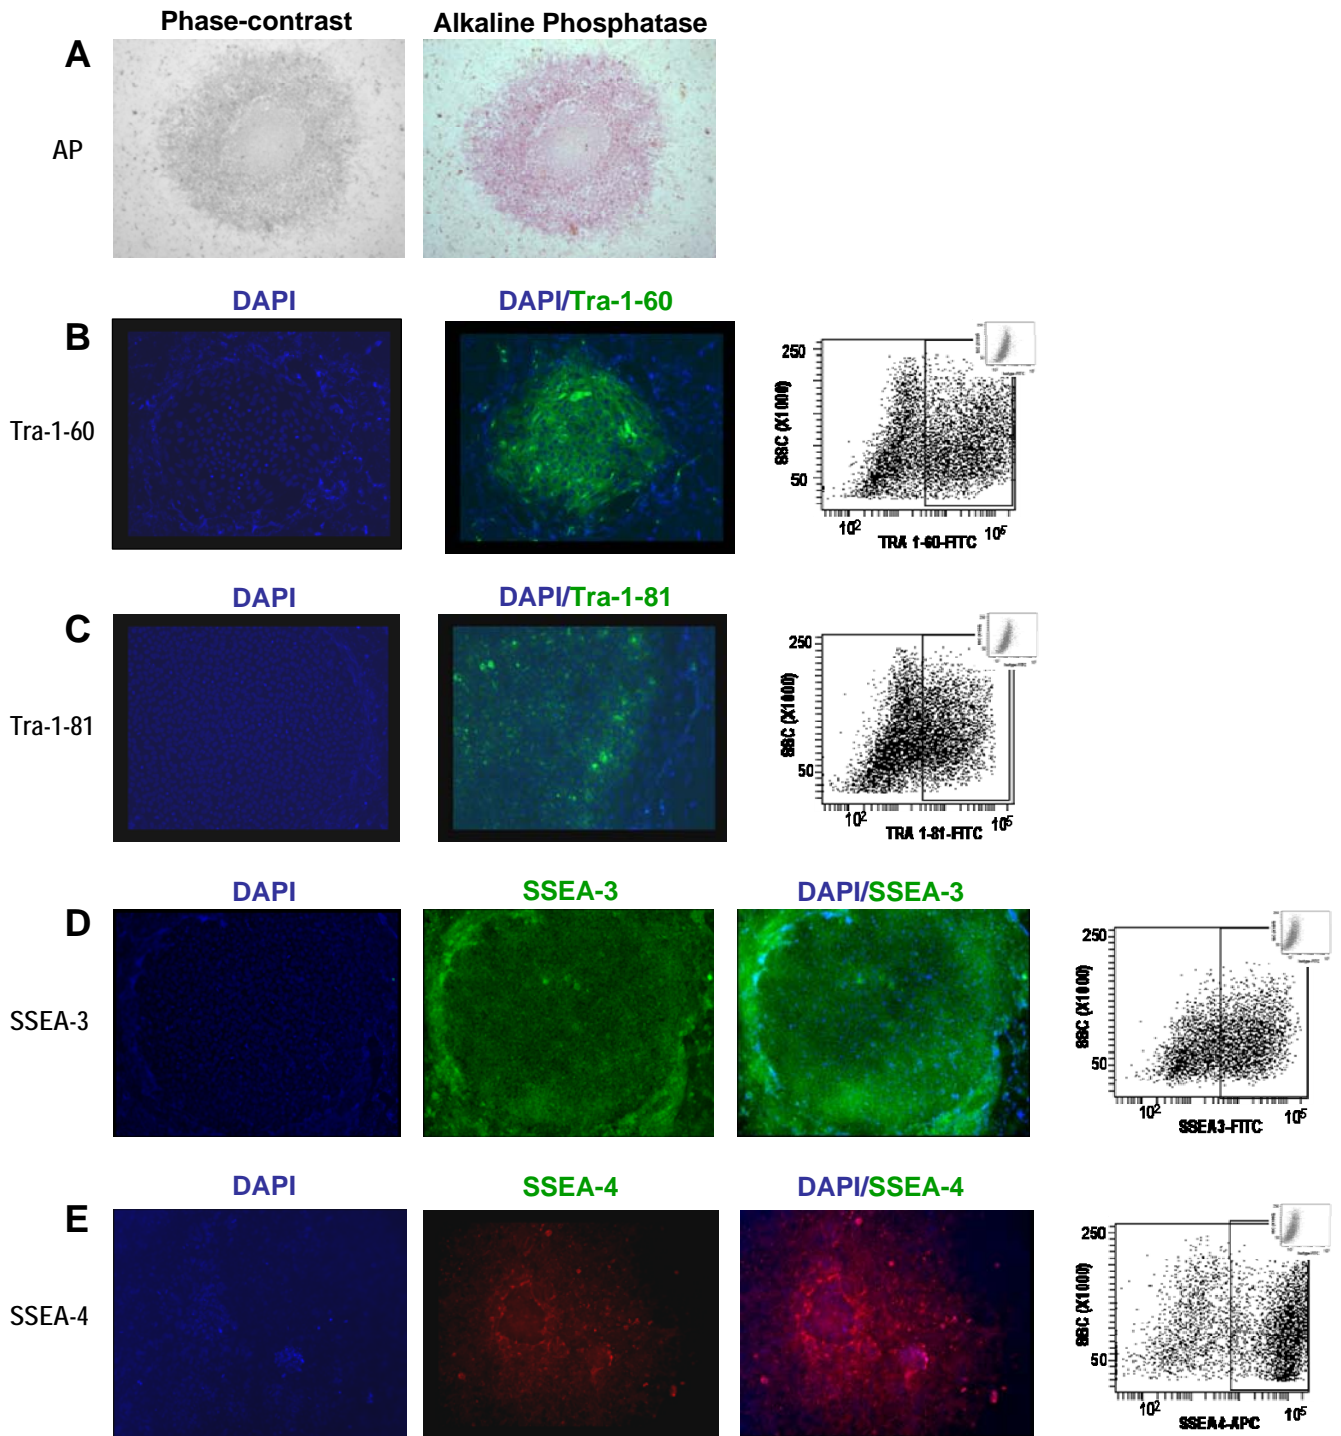 Phase-contrast Alkaline Phosphatase
A
AP
DAPI DAPI/Tra-1-60
B
Tra-1-60
250
SSC (X1000)
50
10² 10⁵
TRA 1-60-FITC
DAPI DAPI/Tra-1-81
C
Tra-1-81
250
SSC (X1000)
50
10² 10⁵
TRA 1-81-FITC
DAPI SSEA-3 DAPI/SSEA-3
D
SSEA-3
250
SSC (X1000)
50
10² 10⁵
SSEA3-FITC
DAPI SSEA-4 DAPI/SSEA-4
E
SSEA-4
250
SSC (X1000)
50
10² 10⁵
SSEA4-APC